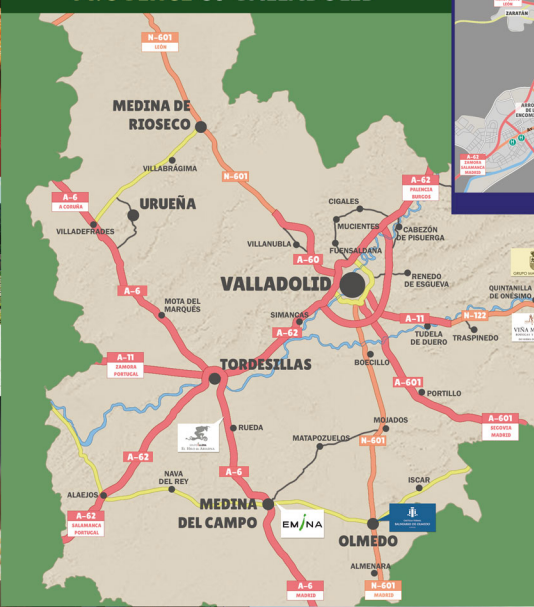 N-601
LEÓN
ZARATÁN
MEDINA DE
RIOSECO
A-62
ZAMORA
SALAMANCA
MADRID
VILLABRÁGIMA
N-601
A-62
PALENCIA
BURGOS
A-6
A CORUÑA
URUEÑA
CIGALES
VILLADEFRADES
MUCIENTES
CABEZÓN
DE PISUERGA
VILLANUBLA
FUENSALDAÑA
A-60
VALLADOLID
RENEDO
DE ESGUEVA
A-6
QUINTANILLA
DE ONÉSIMO
MOTA DEL
MARQUÉS
SIMANCAS
A-11
N-122
A-62
TUDELA
DE DUERO
TRASPINEDO
A-11
ZAMORA
PORTUGAL
TORDESILLAS
BOECILLO
A-601
PORTILLO
A-601
SEGOVIA
MADRID
RUEDA
MOJADOS
MATAPOZUELOS
N-601
A-62
A-6
NAVA
DEL REY
ISCAR
ALAEJOS
MEDINA
DEL CAMPO
EMINA
A-62
SALAMANCA
PORTUGAL
OLMEDO
ALMENARA
A-6
MADRID
N-601
MADRID